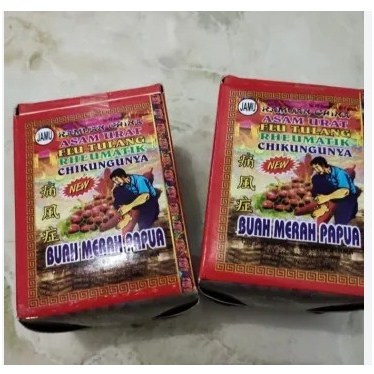 JAMU
ASAM URAT
FLU TULANG
RHEUMATIK
CHIKUNGUNYA
NEW
痛
風
症
BUAH MERAH PAPUA
JAMU
ASAM URAT
FLU TULANG
RHEUMATIK
CHIKUNGUNYA
NEW
痛
風
症
BUAH MERAH PAPUA